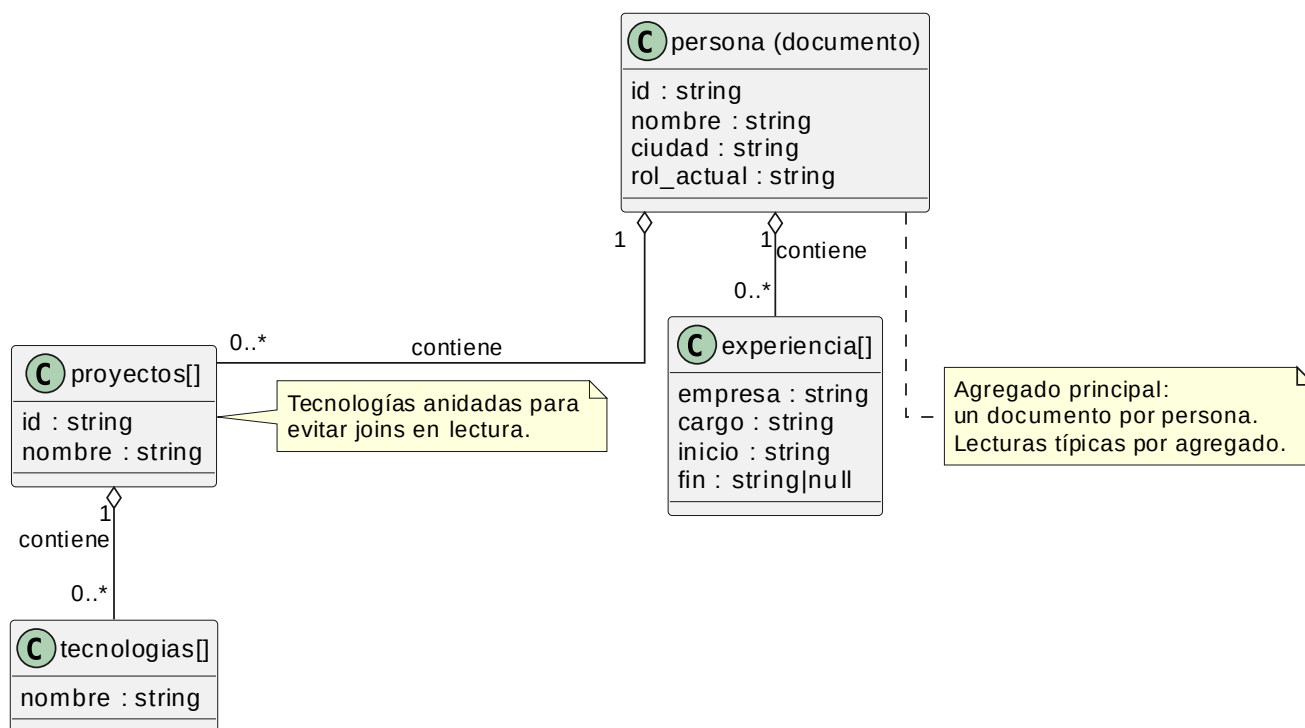 C persona (documento)
id : string
nombre : string
ciudad : string
rol_actual : string
1
1
contiene
0..*
0..*
contiene
C proyectos[]
id : string
nombre : string
Tecnologías anidadas para
evitar joins en lectura.
C experiencia[]
empresa : string
cargo : string
inicio : string
fin : string|null
Agregado principal:
un documento por persona.
Lecturas típicas por agregado.
1
contiene
0..*
C tecnologias[]
nombre : string